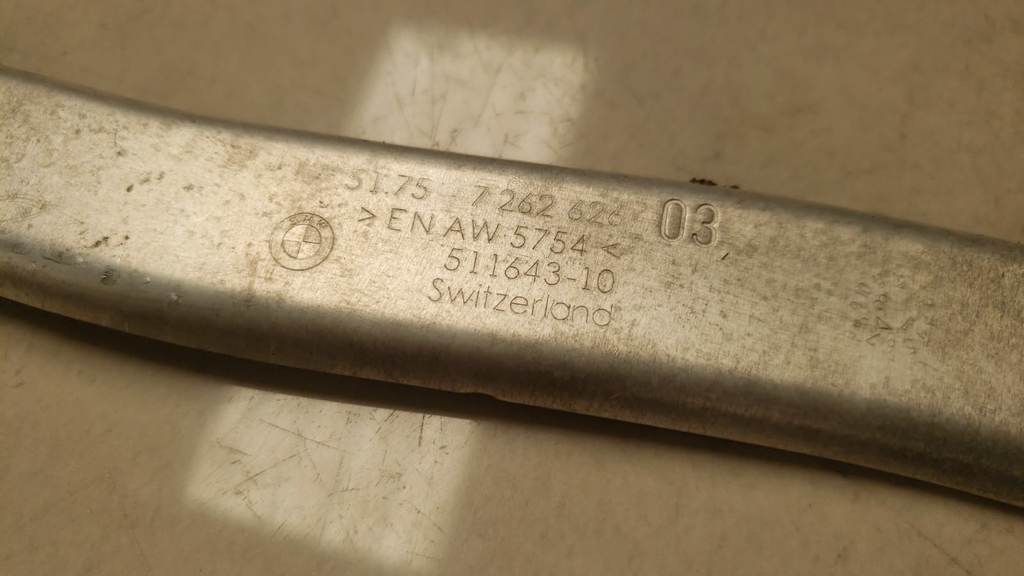 51.75 7 262 626 03
> EN AW 5754 <
511643-10
Switzerland